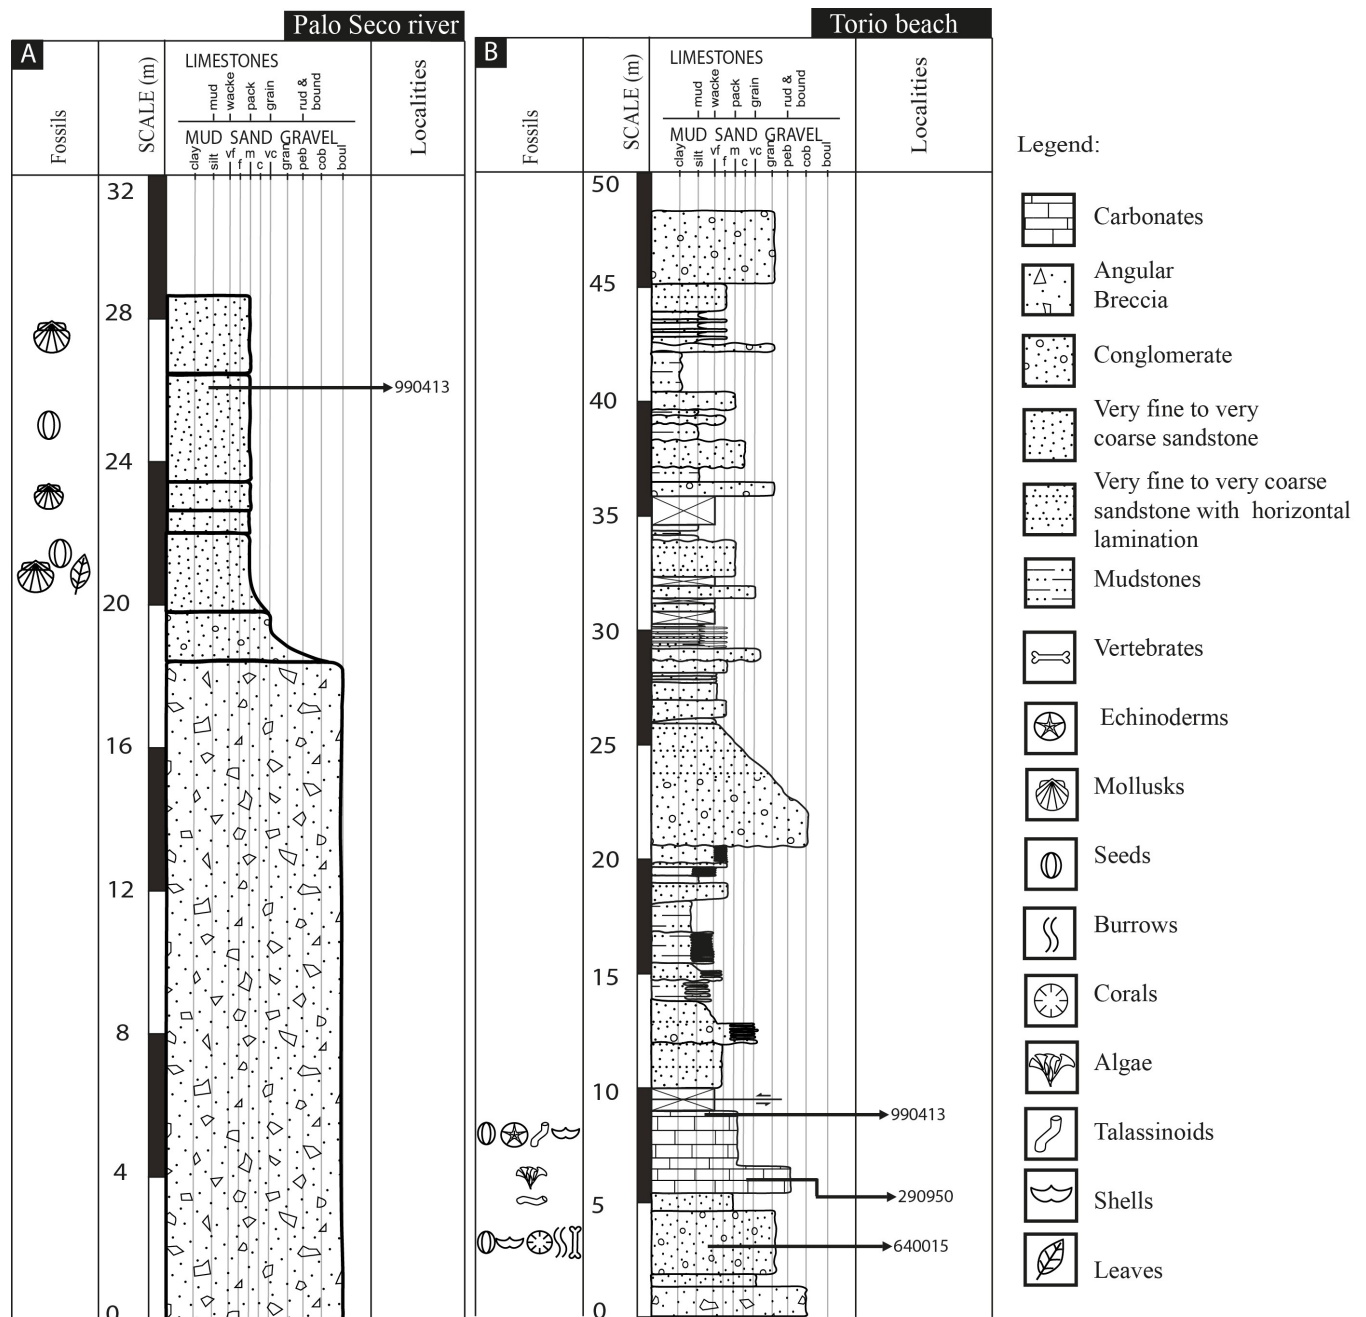 Palo Seco river
A
Fossils
SCALE (m)
LIMESTONES
mud
wacke
pack
grain
rud &
bound
MUD SAND GRAVEL
clay
silt
vf
f
m
c
vc
gran
peb
cob
boul
Localities
32
28
24
20
16
12
8
4
0
990413
Torio beach
B
Fossils
SCALE (m)
LIMESTONES
mud
wacke
pack
grain
rud &
bound
MUD SAND GRAVEL
clay
silt
vf
f
m
c
vc
gran
peb
cob
boul
Localities
50
45
40
35
30
25
20
15
10
5
0
990413
290950
640015
Legend:
Carbonates
Angular
Breccia
Conglomerate
Very fine to very
coarse sandstone
Very fine to very coarse
sandstone with horizontal
lamination
Mudstones
Vertebrates
Echinoderms
Mollusks
Seeds
Burrows
Corals
Algae
Talassinoids
Shells
Leaves